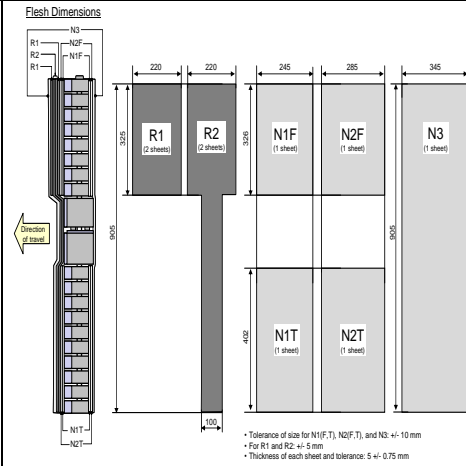 Flesh Dimensions
N3
R1
N2F
R2
N1F
R1
220
220
245
285
345
R1
(2 sheets)
R2
(2 sheets)
N1F
(1 sheet)
N2F
(1 sheet)
N3
(1 sheet)
325
326
905
905
Direction
of travel
402
N1T
(1 sheet)
N2T
(1 sheet)
100
N1T
N2T
• Tolerance of size for N1(F,T), N2(F,T), and N3: +/- 10 mm
• For R1 and R2: +/- 5 mm
• Thickness of each sheet and tolerance: 5 +/- 0.75 mm